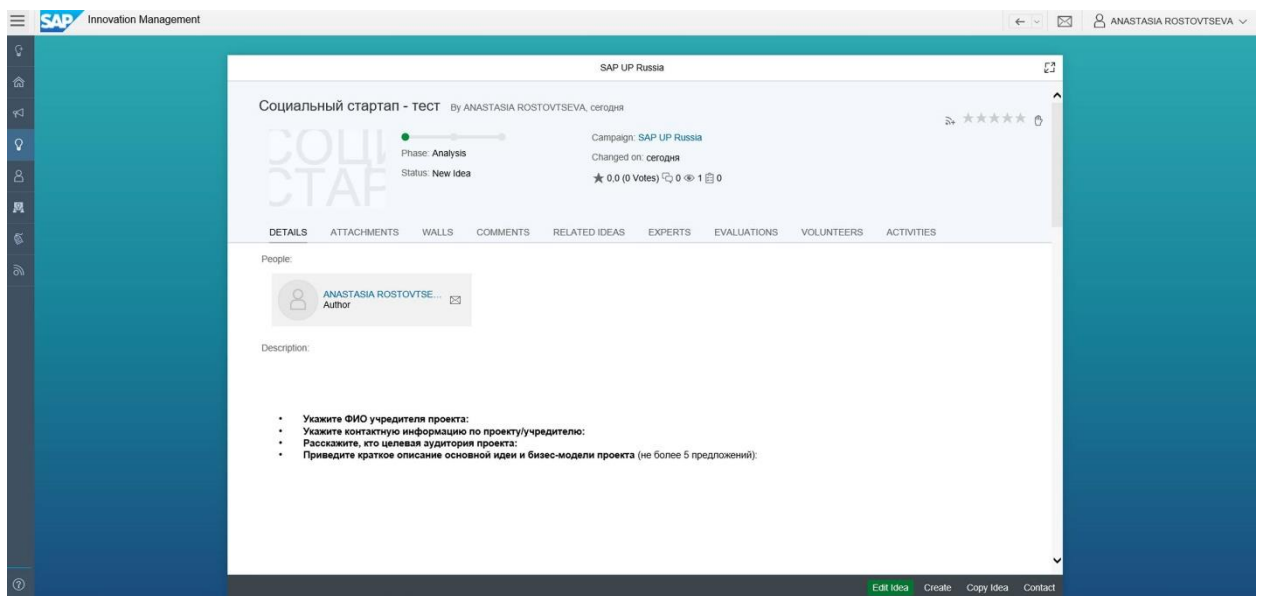 SAP Innovation Management
ANASTASIA ROSTOVTSEVA
SAP UP Russia
Социальный стартап - тест By ANASTASIA ROSTOVTSEVA, сегодня
СОЦИ
СТАР
Phase: Analysis
Status: New Idea
Campaign: SAP UP Russia
Changed on: сегодня
0,0 (0 Votes) 0 1 0
DETAILS ATTACHMENTS WALLS COMMENTS RELATED IDEAS EXPERTS EVALUATIONS VOLUNTEERS ACTIVITIES
People:
ANASTASIA ROSTOVTSE...
Author
Description:
• Укажите ФИО учредителя проекта:
• Укажите контактную информацию по проекту/учредителю:
• Расскажите, кто целевая аудитория проекта:
• Приведите краткое описание основной идеи и бизес-модели проекта (не более 5 предложений):
Edit Idea Create Copy Idea Contact